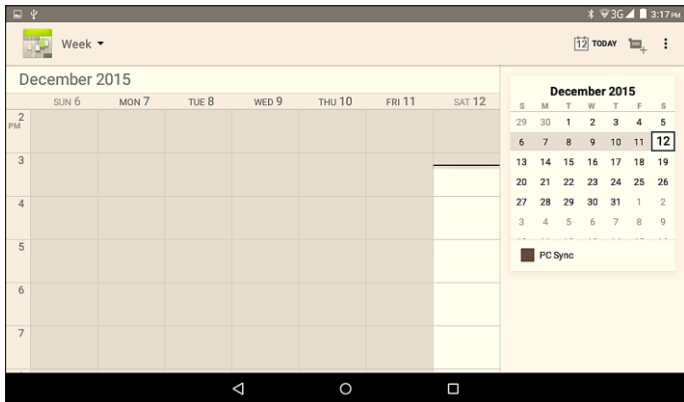 3G 3:17 PM
Week 12 TODAY
December 2015
SUN 6 MON 7 TUE 8 WED 9 THU 10 FRI 11 SAT 12
2
PM
3
4
5
6
7
December 2015
S M T W T F S
29 30 1 2 3 4 5
6 7 8 9 10 11 12
13 14 15 16 17 18 19
20 21 22 23 24 25 26
27 28 29 30 31 1 2
3 4 5 6 7 8 9
PC Sync